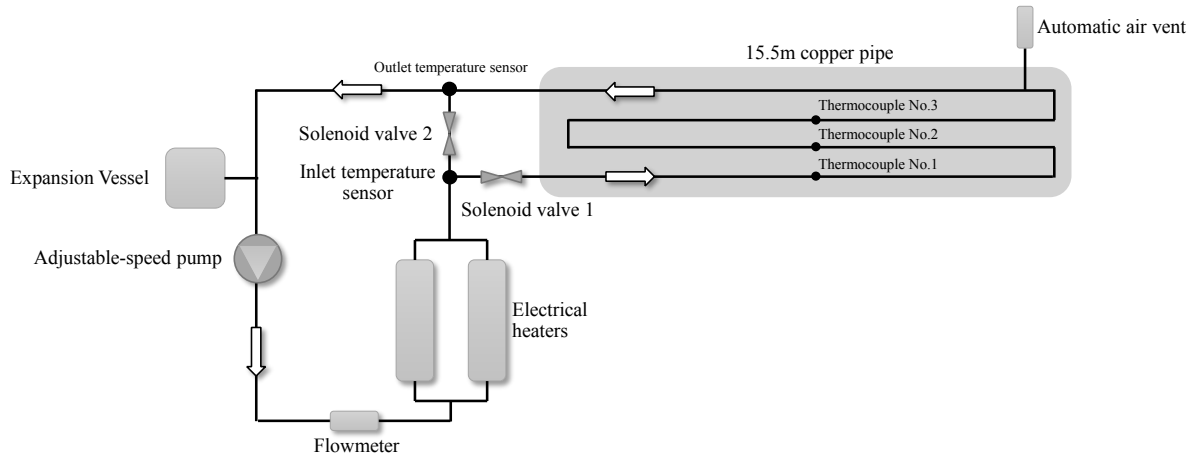 Automatic air vent
15.5m copper pipe
Outlet temperature sensor
Thermocouple No.3
Solenoid valve 2
Thermocouple No.2
Expansion Vessel
Inlet temperature
sensor
Thermocouple No.1
Solenoid valve 1
Adjustable-speed pump
Electrical
heaters
Flowmeter